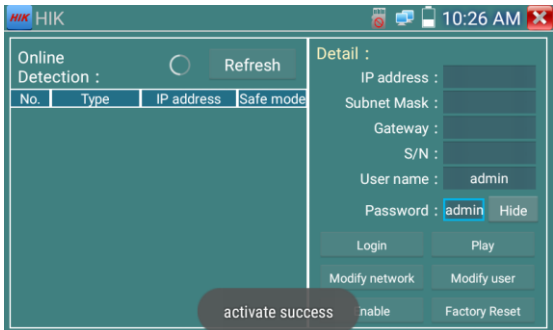 HIK HIK 10:26 AM
Online
Detection :
Refresh
No. Type IP address Safe mode
Detail :
IP address :
Subnet Mask :
Gateway :
S/N :
User name : admin
Password : admin Hide
Login Play
Modify network Modify user
nable Factory Reset
activate success